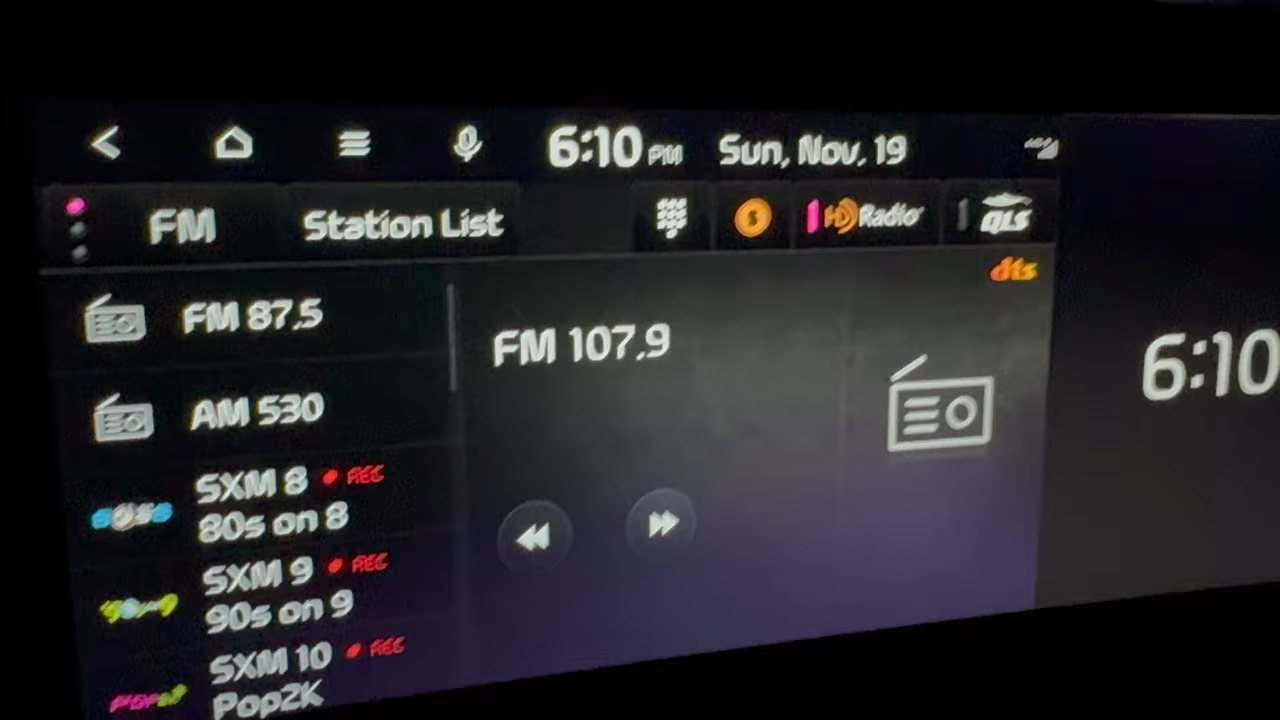 6:10 PM Sun, Nov. 19
FM Station List HD Radio QLS
dts
FM 87.5
FM 107.9
6:10
AM 530
SXM 8 REC
80s on 8
SXM 9 REC
90s on 9
SXM 10 REC
Pop2K